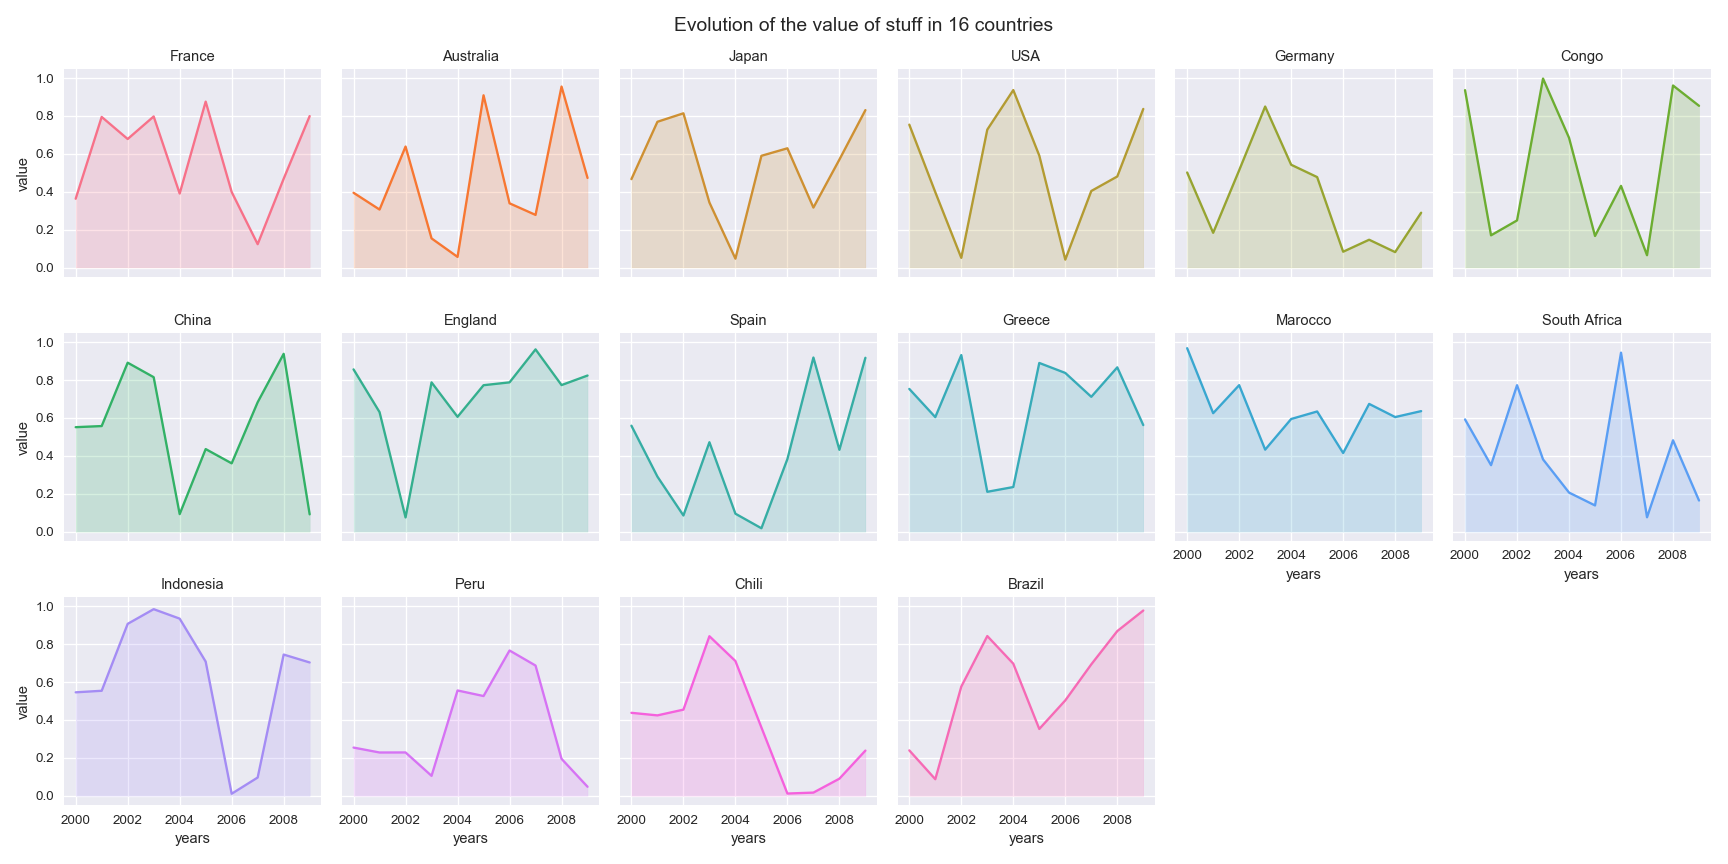 Evolution of the value of stuff in 16 countries
France Australia Japan USA Germany Congo
1.0
0.8
0.6
0.4
0.2
0.0
value
China England Spain Greece Marocco South Africa
1.0
0.8
0.6
0.4
0.2
0.0
value
2000 2002 2004 2006 2008 2000 2002 2004 2006 2008
years years
Indonesia Peru Chili Brazil
1.0
0.8
0.6
0.4
0.2
0.0
value
2000 2002 2004 2006 2008 2000 2002 2004 2006 2008 2000 2002 2004 2006 2008 2000 2002 2004 2006 2008
years years years years